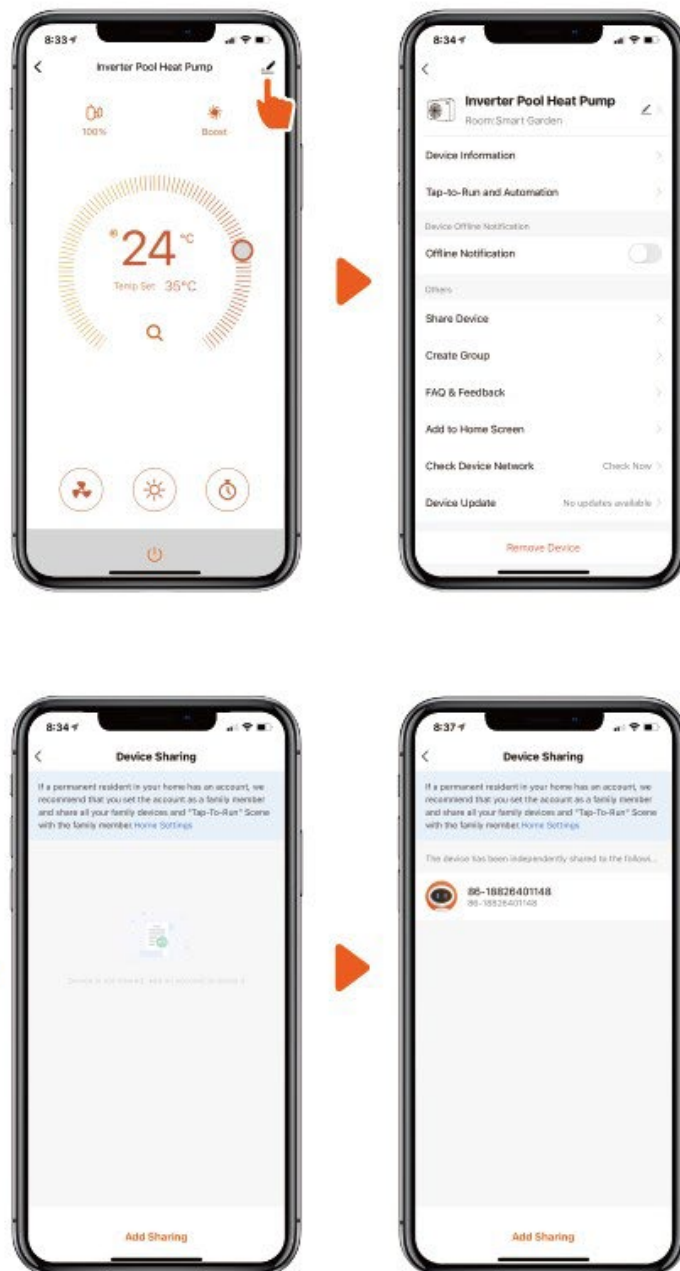 8:33
Inverter Pool Heat Pump
100%
Boost
24 °C
Temp Set 35°C
8:34
Inverter Pool Heat Pump
Room:Smart Garden
Device Information
Tap-to-Run and Automation
Device Offline Notification
Offline Notification
Others
Share Device
Create Group
FAQ & Feedback
Add to Home Screen
Check Device Network Check Now
Device Update No updates available
Remove Device
8:34
Device Sharing
If a permanent resident in your home has an account, we
recommend that you set the account as a family member
and share all your family devices and "Tap-To-Run" Scene
with the family member. Home Settings
Add Sharing
8:37
Device Sharing
If a permanent resident in your home has an account, we
recommend that you set the account as a family member
and share all your family devices and "Tap-To-Run" Scene
with the family member. Home Settings
The device has been independently shared to the followi...
86-18826401148
86-18826401148
Add Sharing